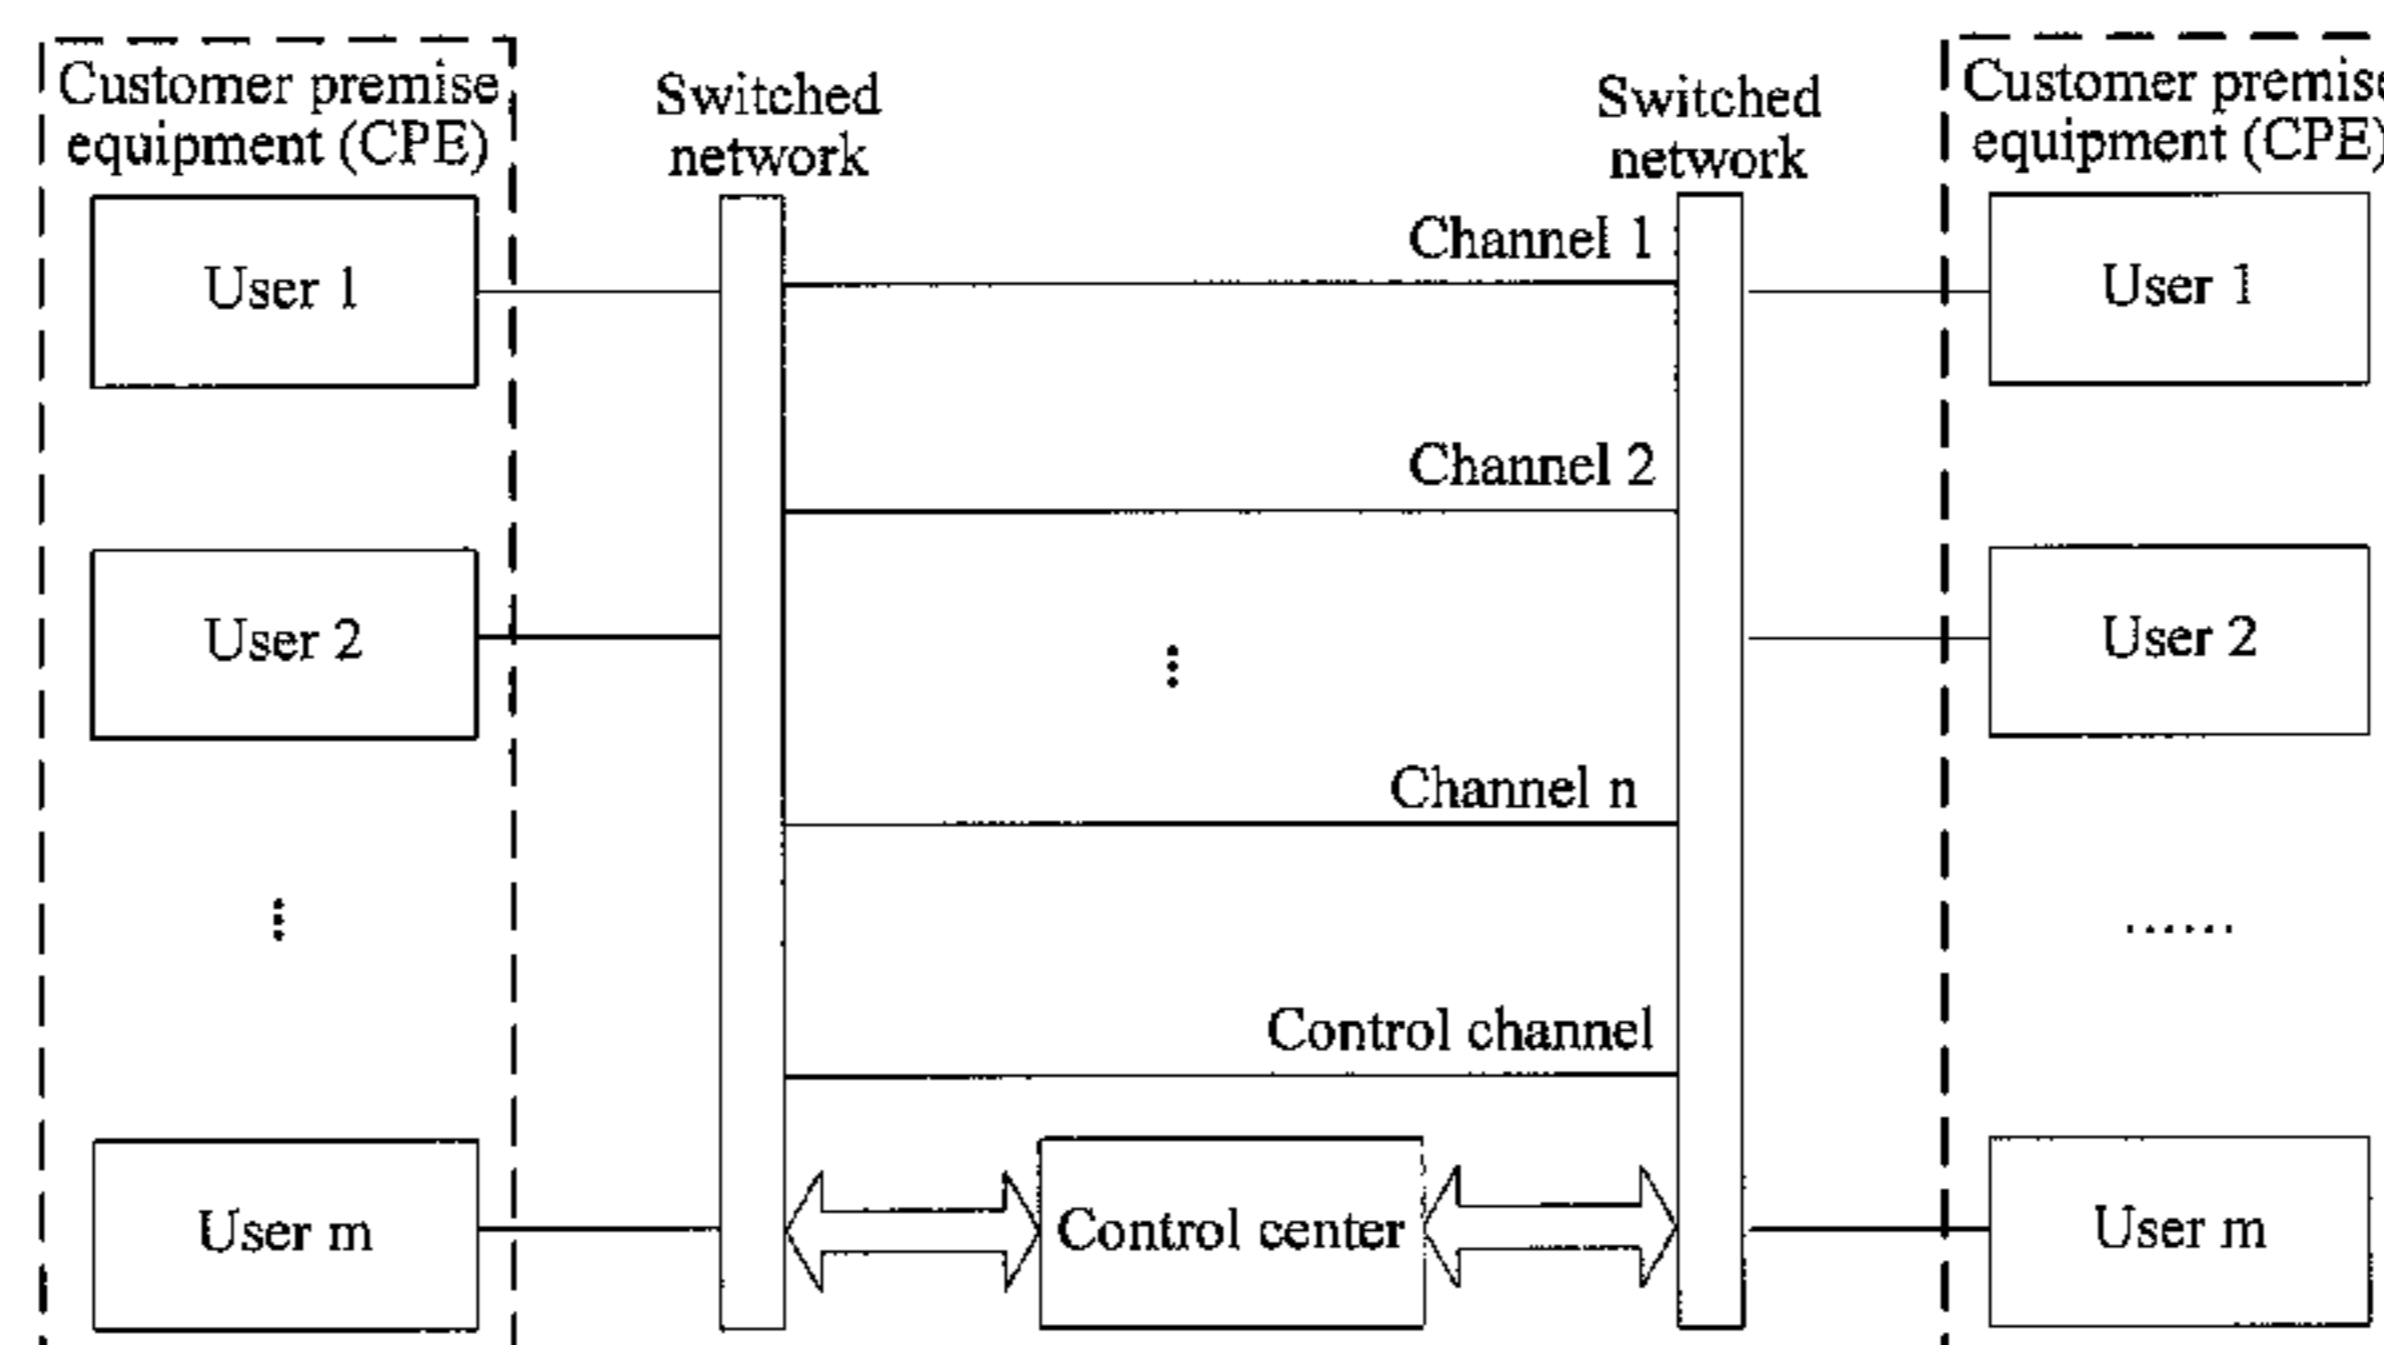 Customer premise
equipment (CPE)
Switched
network
Switched
network
Customer premise
equipment (CPE)
User 1
Channel 1
User 1
Channel 2
User 2
User 2
Channel n
Control channel
User m
Control center
User m